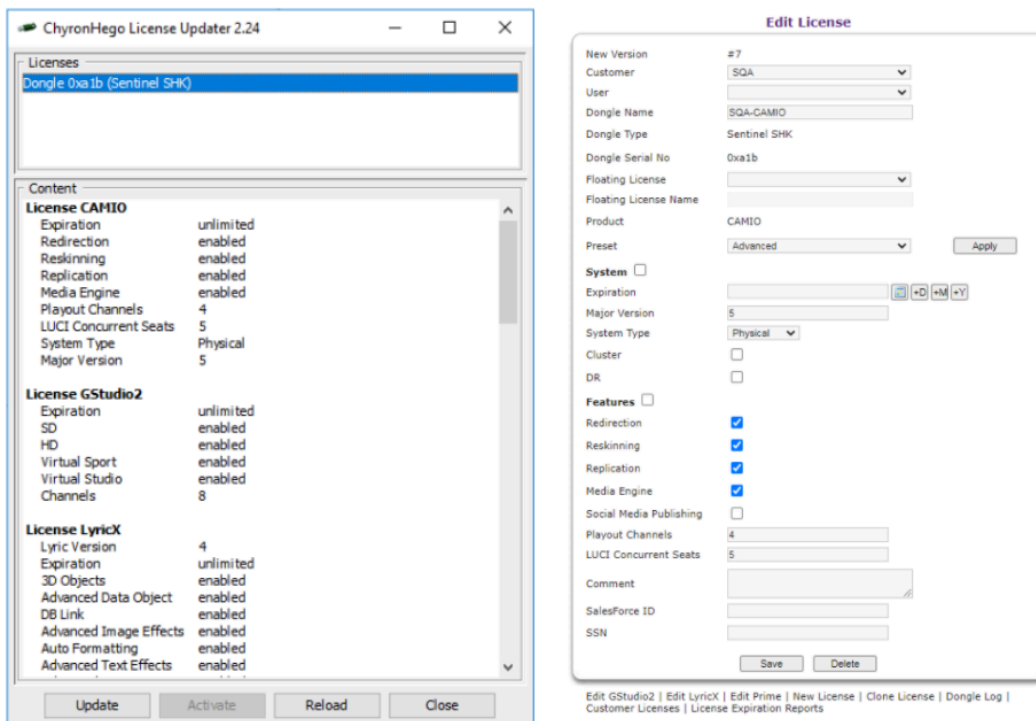 ChyronHego License Updater 2.24
Licenses
Dongle 0xa1b (Sentinel SHK)
Content
License CAMIO
Expiration unlimited
Redirection enabled
Reskinning enabled
Replication enabled
Media Engine enabled
Playout Channels 4
LUCI Concurrent Seats 5
System Type Physical
Major Version 5
License GStudio2
Expiration unlimited
SD enabled
HD enabled
Virtual Sport enabled
Virtual Studio enabled
Channels 8
License LyricX
Lyric Version 4
Expiration unlimited
3D Objects enabled
Advanced Data Object enabled
DB Link enabled
Advanced Image Effects enabled
Auto Formatting enabled
Advanced Text Effects enabled
Update Activate Reload Close
Edit License
New Version #7
Customer SQA
User
Dongle Name SQA-CAMIO
Dongle Type Sentinel SHK
Dongle Serial No 0xa1b
Floating License
Floating License Name
Product CAMIO
Preset Advanced Apply
System
Expiration +D +M +Y
Major Version 5
System Type Physical
Cluster
DR
Features
Redirection
Reskinning
Replication
Media Engine
Social Media Publishing
Playout Channels 4
LUCI Concurrent Seats 5
Comment
SalesForce ID
SSN
Save Delete
Edit GStudio2 | Edit LyricX | Edit Prime | New License | Clone License | Dongle Log |
Customer Licenses | License Expiration Reports